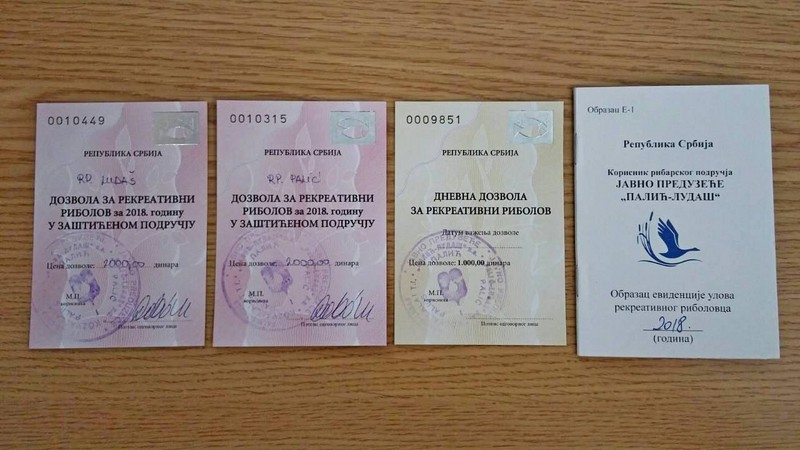 0010449
РЕПУБЛИКА СРБИЈА
RP. LUDAŠ
ДОЗВОЛА ЗА РЕКРЕАТИВНИ
РИБОЛОВ за 2018. годину
У ЗАШТИЋЕНОМ ПОДРУЧЈУ
Цена дозволе: 2000,00 динара
М.П.
корисника
Потпис одговорног лица
0010315
РЕПУБЛИКА СРБИЈА
RP. PALIĆ
ДОЗВОЛА ЗА РЕКРЕАТИВНИ
РИБОЛОВ за 2018. годину
У ЗАШТИЋЕНОМ ПОДРУЧЈУ
Цена дозволе: 2000,00 динара
М.П.
корисника
Потпис одговорног лица
0009851
РЕПУБЛИКА СРБИЈА
ДНЕВНА ДОЗВОЛА
ЗА РЕКРЕАТИВНИ РИБОЛОВ
Датум важења дозволе
Цена дозволе: 1.000,00 динара
М.П.
корисника
Потпис одговорног лица
Образац Е-1
Република Србија
Корисник рибарског подручја
ЈАВНО ПРЕДУЗЕЋЕ
„ПАЛИЋ-ЛУДАШ“
Образац евиденције улова
рекреативног риболовца
2018.
(година)